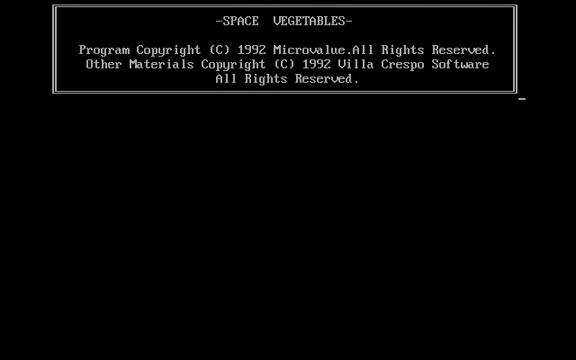 -SPACE VEGETABLES-
Program Copyright (C) 1992 Microvalue.All Rights Reserved.
Other Materials Copyright (C) 1992 Villa Crespo Software
All Rights Reserved.